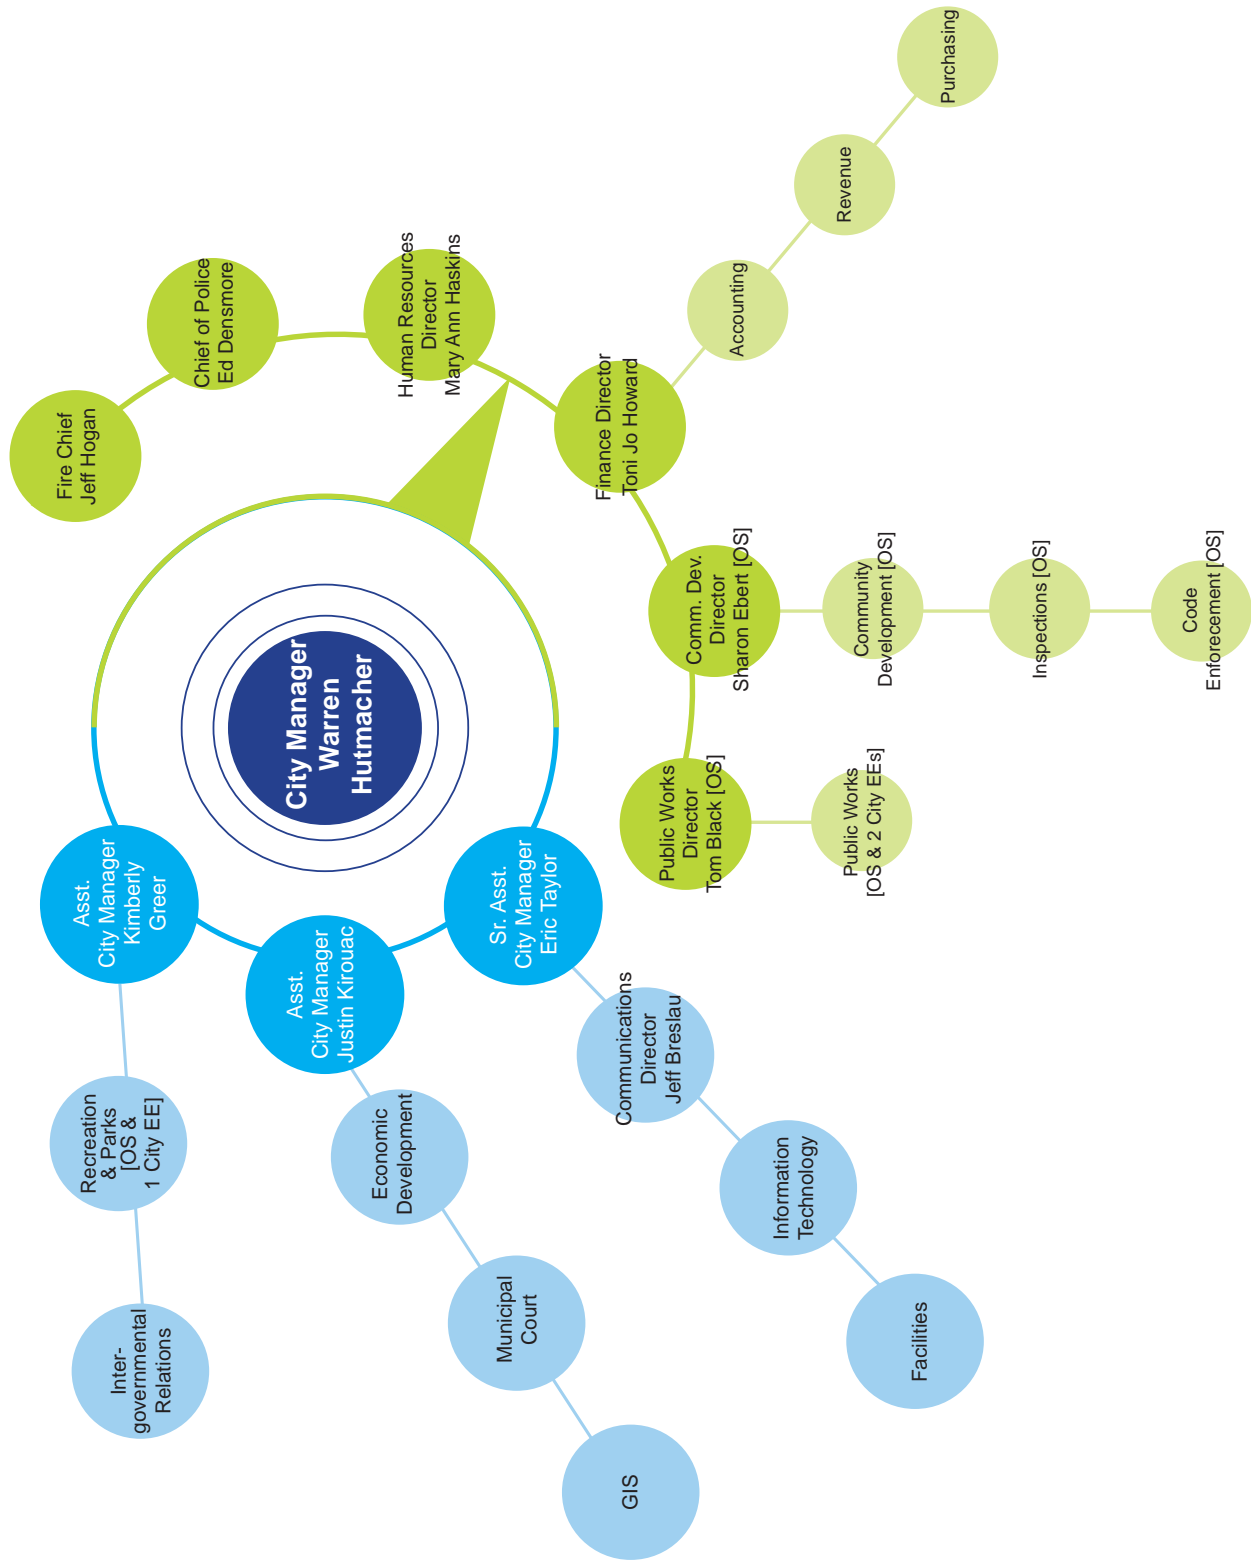 City Manager
Warren
Hutmacher
Asst.
City Manager
Kimberly
Greer
Recreation
& Parks
[OS &
1 City EE]
Inter-
governmental
Relations
Asst.
City Manager
Justin Kirouac
Economic
Development
Municipal
Court
GIS
Sr. Asst.
City Manager
Eric Taylor
Communications
Director
Jeff Breslau
Information
Technology
Facilities
Fire Chief
Jeff Hogan
Chief of Police
Ed Densmore
Human Resources
Director
Mary Ann Haskins
Finance Director
Toni Jo Howard
Accounting
Revenue
Purchasing
Comm. Dev.
Director
Sharon Ebert [OS]
Community
Development [OS]
Inspections [OS]
Code
Enforecement [OS]
Public Works
Director
Tom Black [OS]
Public Works
[OS & 2 City EEs]